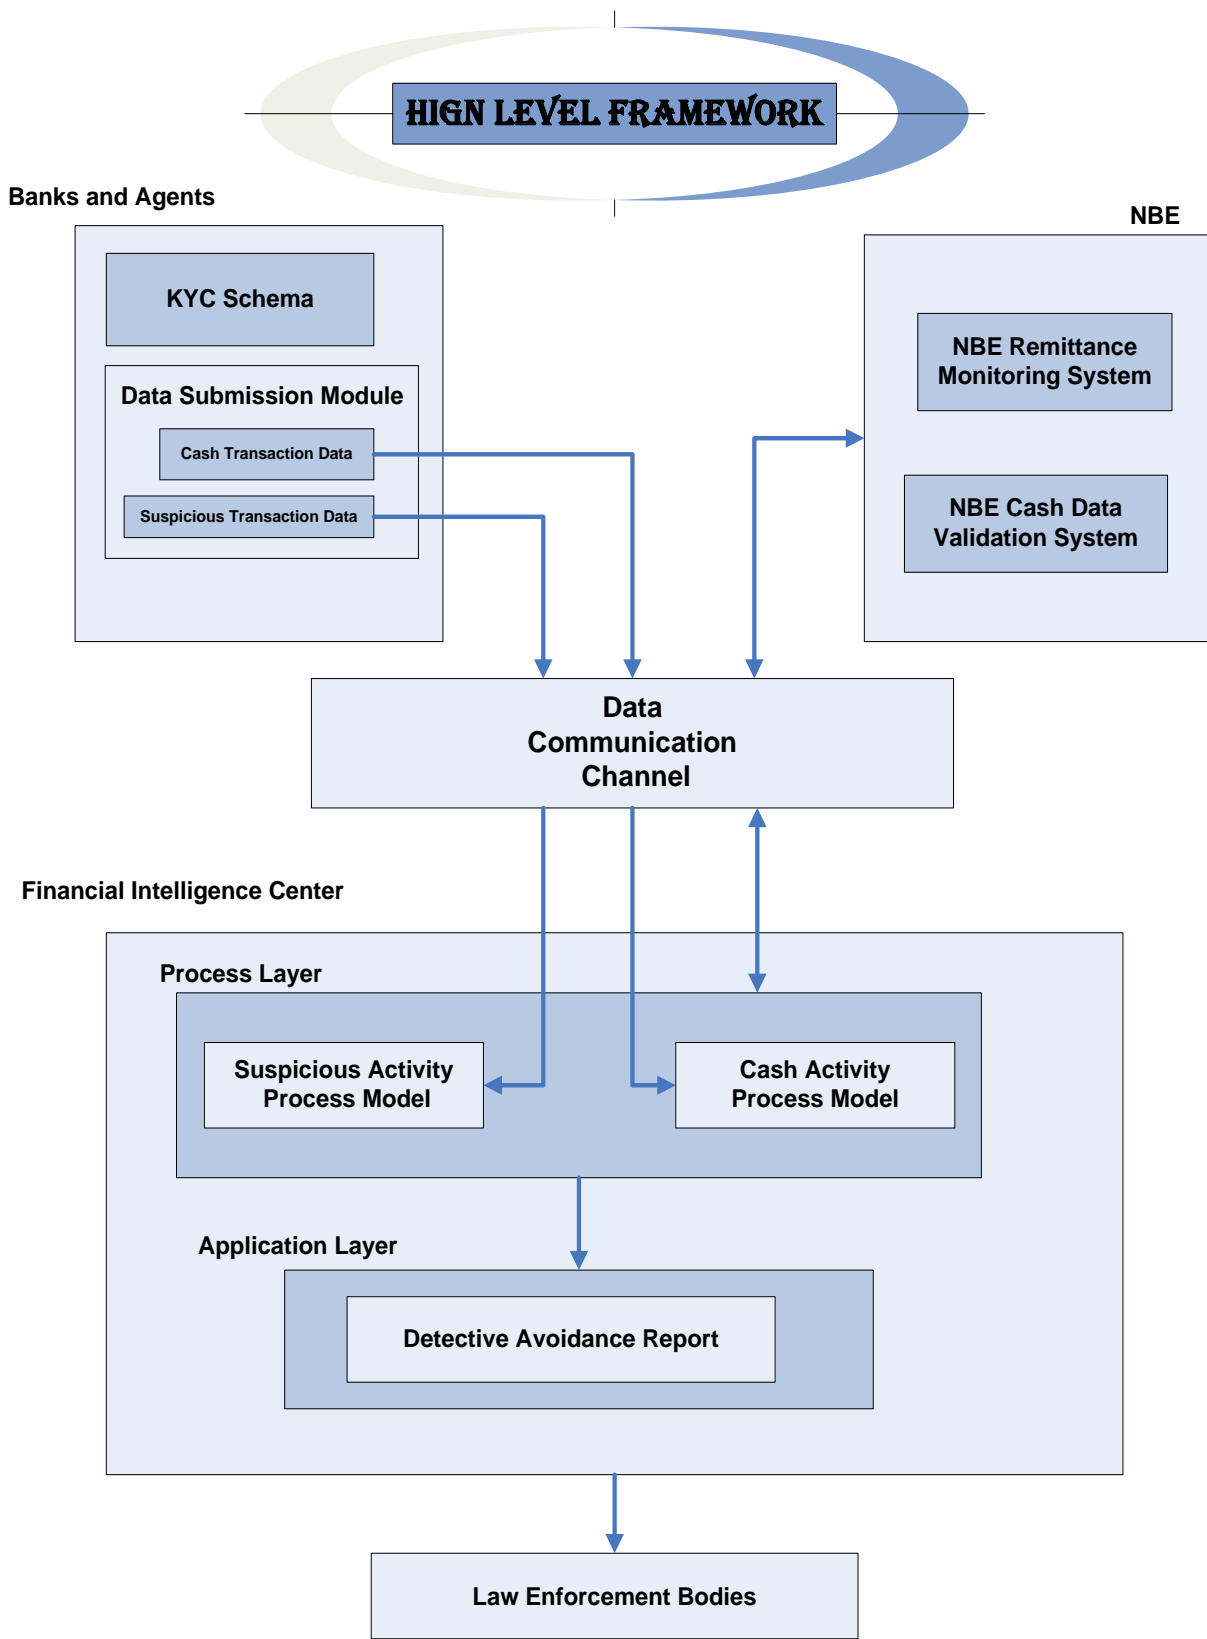 HIGN LEVEL FRAMEWORK
Banks and Agents
NBE
KYC Schema
Data Submission Module
Cash Transaction Data
Suspicious Transaction Data
NBE Remittance
Monitoring System
NBE Cash Data
Validation System
Data
Communication
Channel
Financial Intelligence Center
Process Layer
Suspicious Activity
Process Model
Cash Activity
Process Model
Application Layer
Detective Avoidance Report
Law Enforcement Bodies